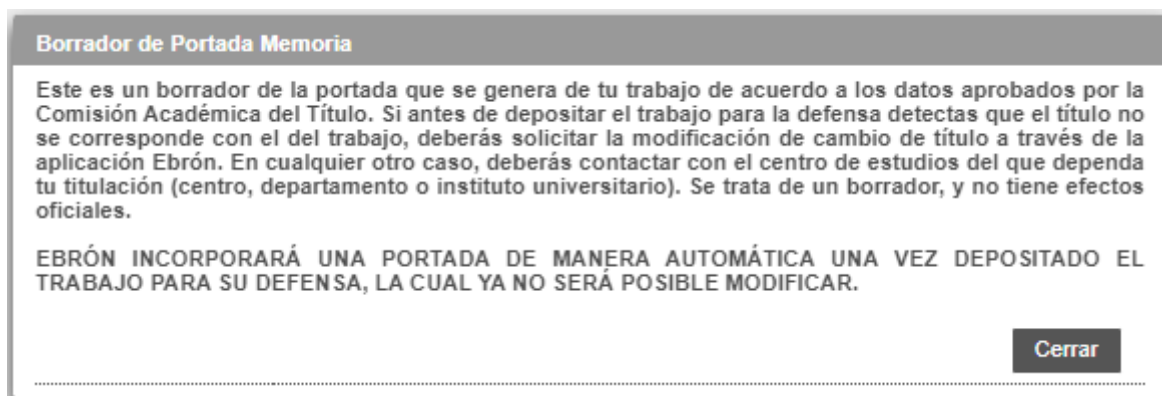 Borrador de Portada Memoria
Este es un borrador de la portada que se genera de tu trabajo de acuerdo a los datos aprobados por la
Comisión Académica del Título. Si antes de depositar el trabajo para la defensa detectas que el título no
se corresponde con el del trabajo, deberás solicitar la modificación de cambio de título a través de la
aplicación Ebrón. En cualquier otro caso, deberás contactar con el centro de estudios del que dependa
tu titulación (centro, departamento o instituto universitario). Se trata de un borrador, y no tiene efectos
oficiales.
EBRÓN INCORPORARÁ UNA PORTADA DE MANERA AUTOMÁTICA UNA VEZ DEPOSITADO EL
TRABAJO PARA SU DEFENSA, LA CUAL YA NO SERÁ POSIBLE MODIFICAR.
Cerrar